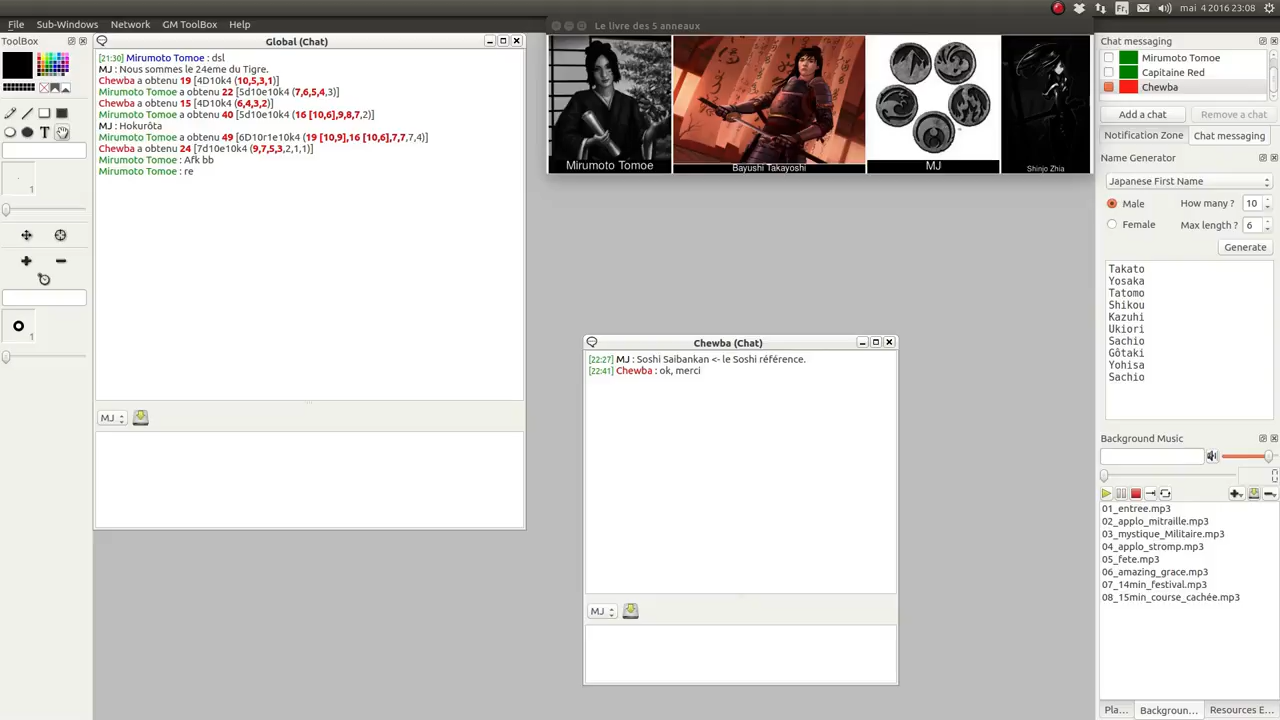 mai 4 2016 23:08
File Sub-Windows Network GM ToolBox Help
ToolBox
1
1
Global (Chat)
[21:30] Mirumoto Tomoe : dsl
MJ : Nous sommes le 24eme du Tigre,
Chewba a obtenu 19 [4D10k4 (10,5,3,1)]
Mirumoto Tomoe a obtenu 22 [5d10e10k4 (7,6,5,4,3)]
Chewba a obtenu 15 [4D10k4 (6,4,3,2)]
Mirumoto Tomoe a obtenu 40 [5d10e10k4 (16 [10,6],9,8,7,2)]
MJ : Hokurôta
Mirumoto Tomoe a obtenu 49 [6D10r1e10k4 (19 [10,9],16 [10,6],7,7,7,4)]
Chewba a obtenu 24 [7d10e10k4 (9,7,5,3,2,1,1)]
Mirumoto Tomoe : Afk bb
Mirumoto Tomoe : re
MJ
Le livre des 5 anneaux
Mirumoto Tomoe
Bayushi Takayoshi
MJ
Shinjo Zhia
Chewba (Chat)
[22:27] MJ : Soshi Saibankan <- le Soshi référence.
[22:41] Chewba : ok, merci
MJ
Fr
Chat messaging
Mirumoto Tomoe
Capitaine Red
Chewba
Add a chat Remove a chat
Notification Zone Chat messaging
Name Generator
Japanese First Name
Male How many ? 10
Female Max length ? 6
Generate
Takato
Yosaka
Tatomo
Shikou
Kazuhi
Ukiori
Sachio
Gôtaki
Yohisa
Sachio
Background Music
01_entree.mp3
02_applo_mitraille.mp3
03_mystique_Militaire.mp3
04_applo_stromp.mp3
05_fete.mp3
06_amazing_grace.mp3
07_14min_festival.mp3
08_15min_course_cachée.mp3
Pla... Backgroun... Resources E...